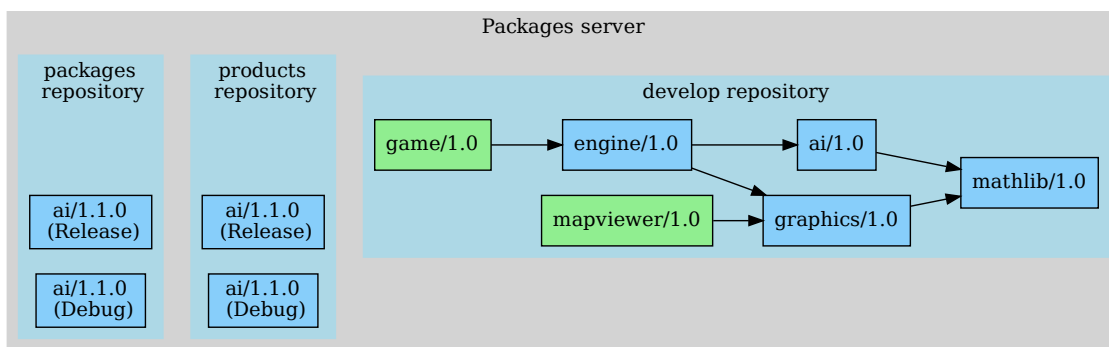 Packages server
packages
repository
ai/1.1.0
(Release)
ai/1.1.0
(Debug)
products
repository
ai/1.1.0
(Release)
ai/1.1.0
(Debug)
develop repository
game/1.0
engine/1.0
ai/1.0
mathlib/1.0
mapviewer/1.0
graphics/1.0